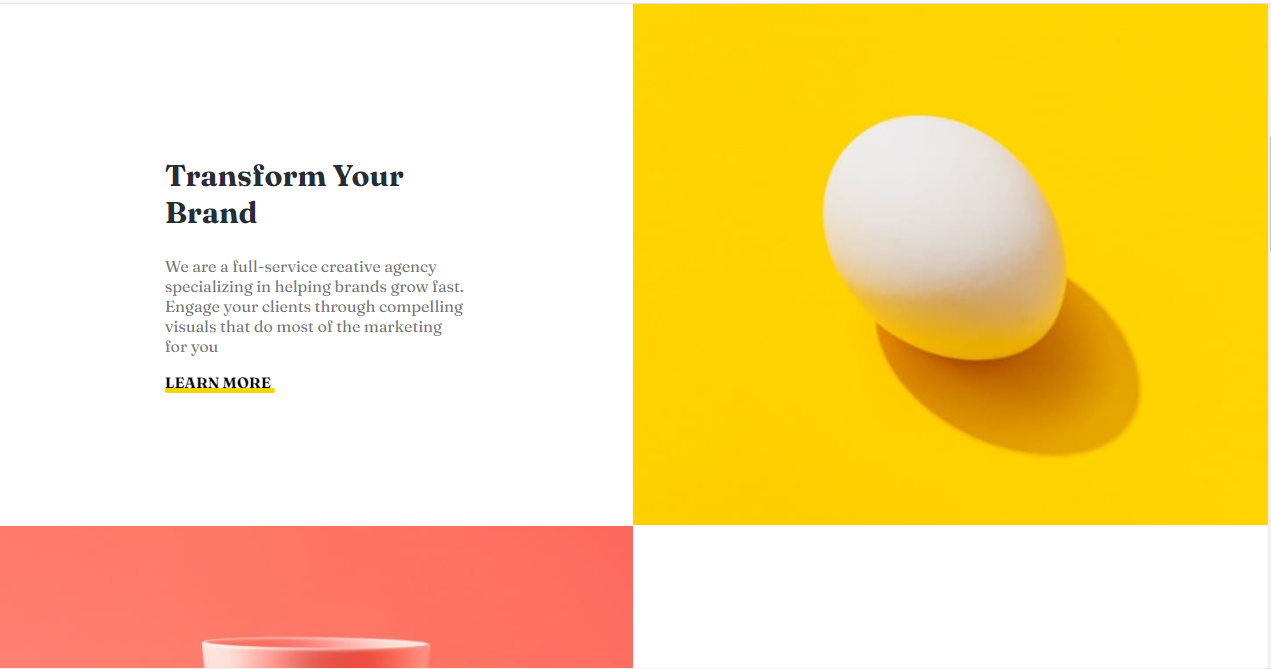 Transform Your
Brand
We are a full-service creative agency
specializing in helping brands grow fast.
Engage your clients through compelling
visuals that do most of the marketing
for you
LEARN MORE